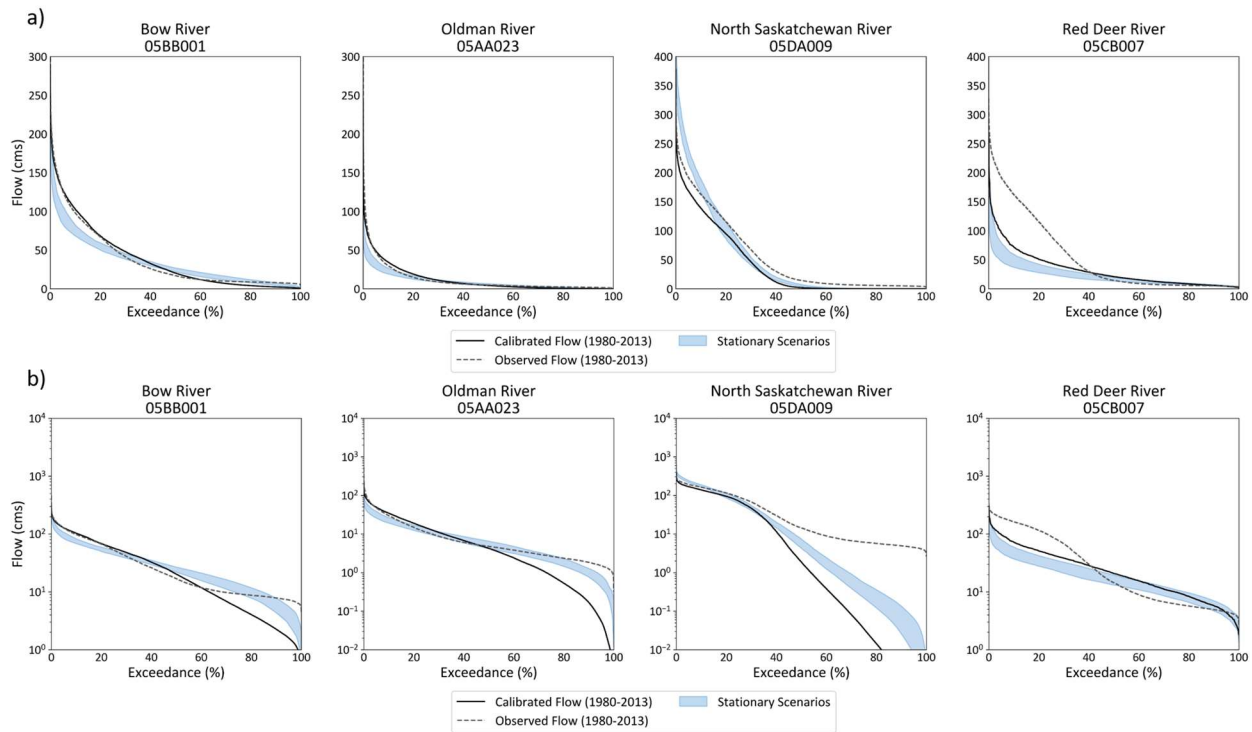 a)
Bow River
05BB001
Oldman River
05AA023
North Saskatchewan River
05DA009
Red Deer River
05CB007
Flow (cms)
300
250
200
150
100
50
0
0 20 40 60 80 100
Exceedance (%)
300
250
200
150
100
50
0
0 20 40 60 80 100
Exceedance (%)
400
350
300
250
200
150
100
50
0
0 20 40 60 80 100
Exceedance (%)
400
350
300
250
200
150
100
50
0
0 20 40 60 80 100
Exceedance (%)
Calibrated Flow (1980-2013)
Observed Flow (1980-2013)
Stationary Scenarios
b)
Bow River
05BB001
Oldman River
05AA023
North Saskatchewan River
05DA009
Red Deer River
05CB007
Flow (cms)
10⁴
10³
10²
10¹
10⁰
0 20 40 60 80 100
Exceedance (%)
10⁴
10³
10²
10¹
10⁰
10⁻¹
10⁻²
0 20 40 60 80 100
Exceedance (%)
10⁴
10³
10²
10¹
10⁰
10⁻¹
10⁻²
0 20 40 60 80 100
Exceedance (%)
10⁴
10³
10²
10¹
10⁰
0 20 40 60 80 100
Exceedance (%)
Calibrated Flow (1980-2013)
Observed Flow (1980-2013)
Stationary Scenarios